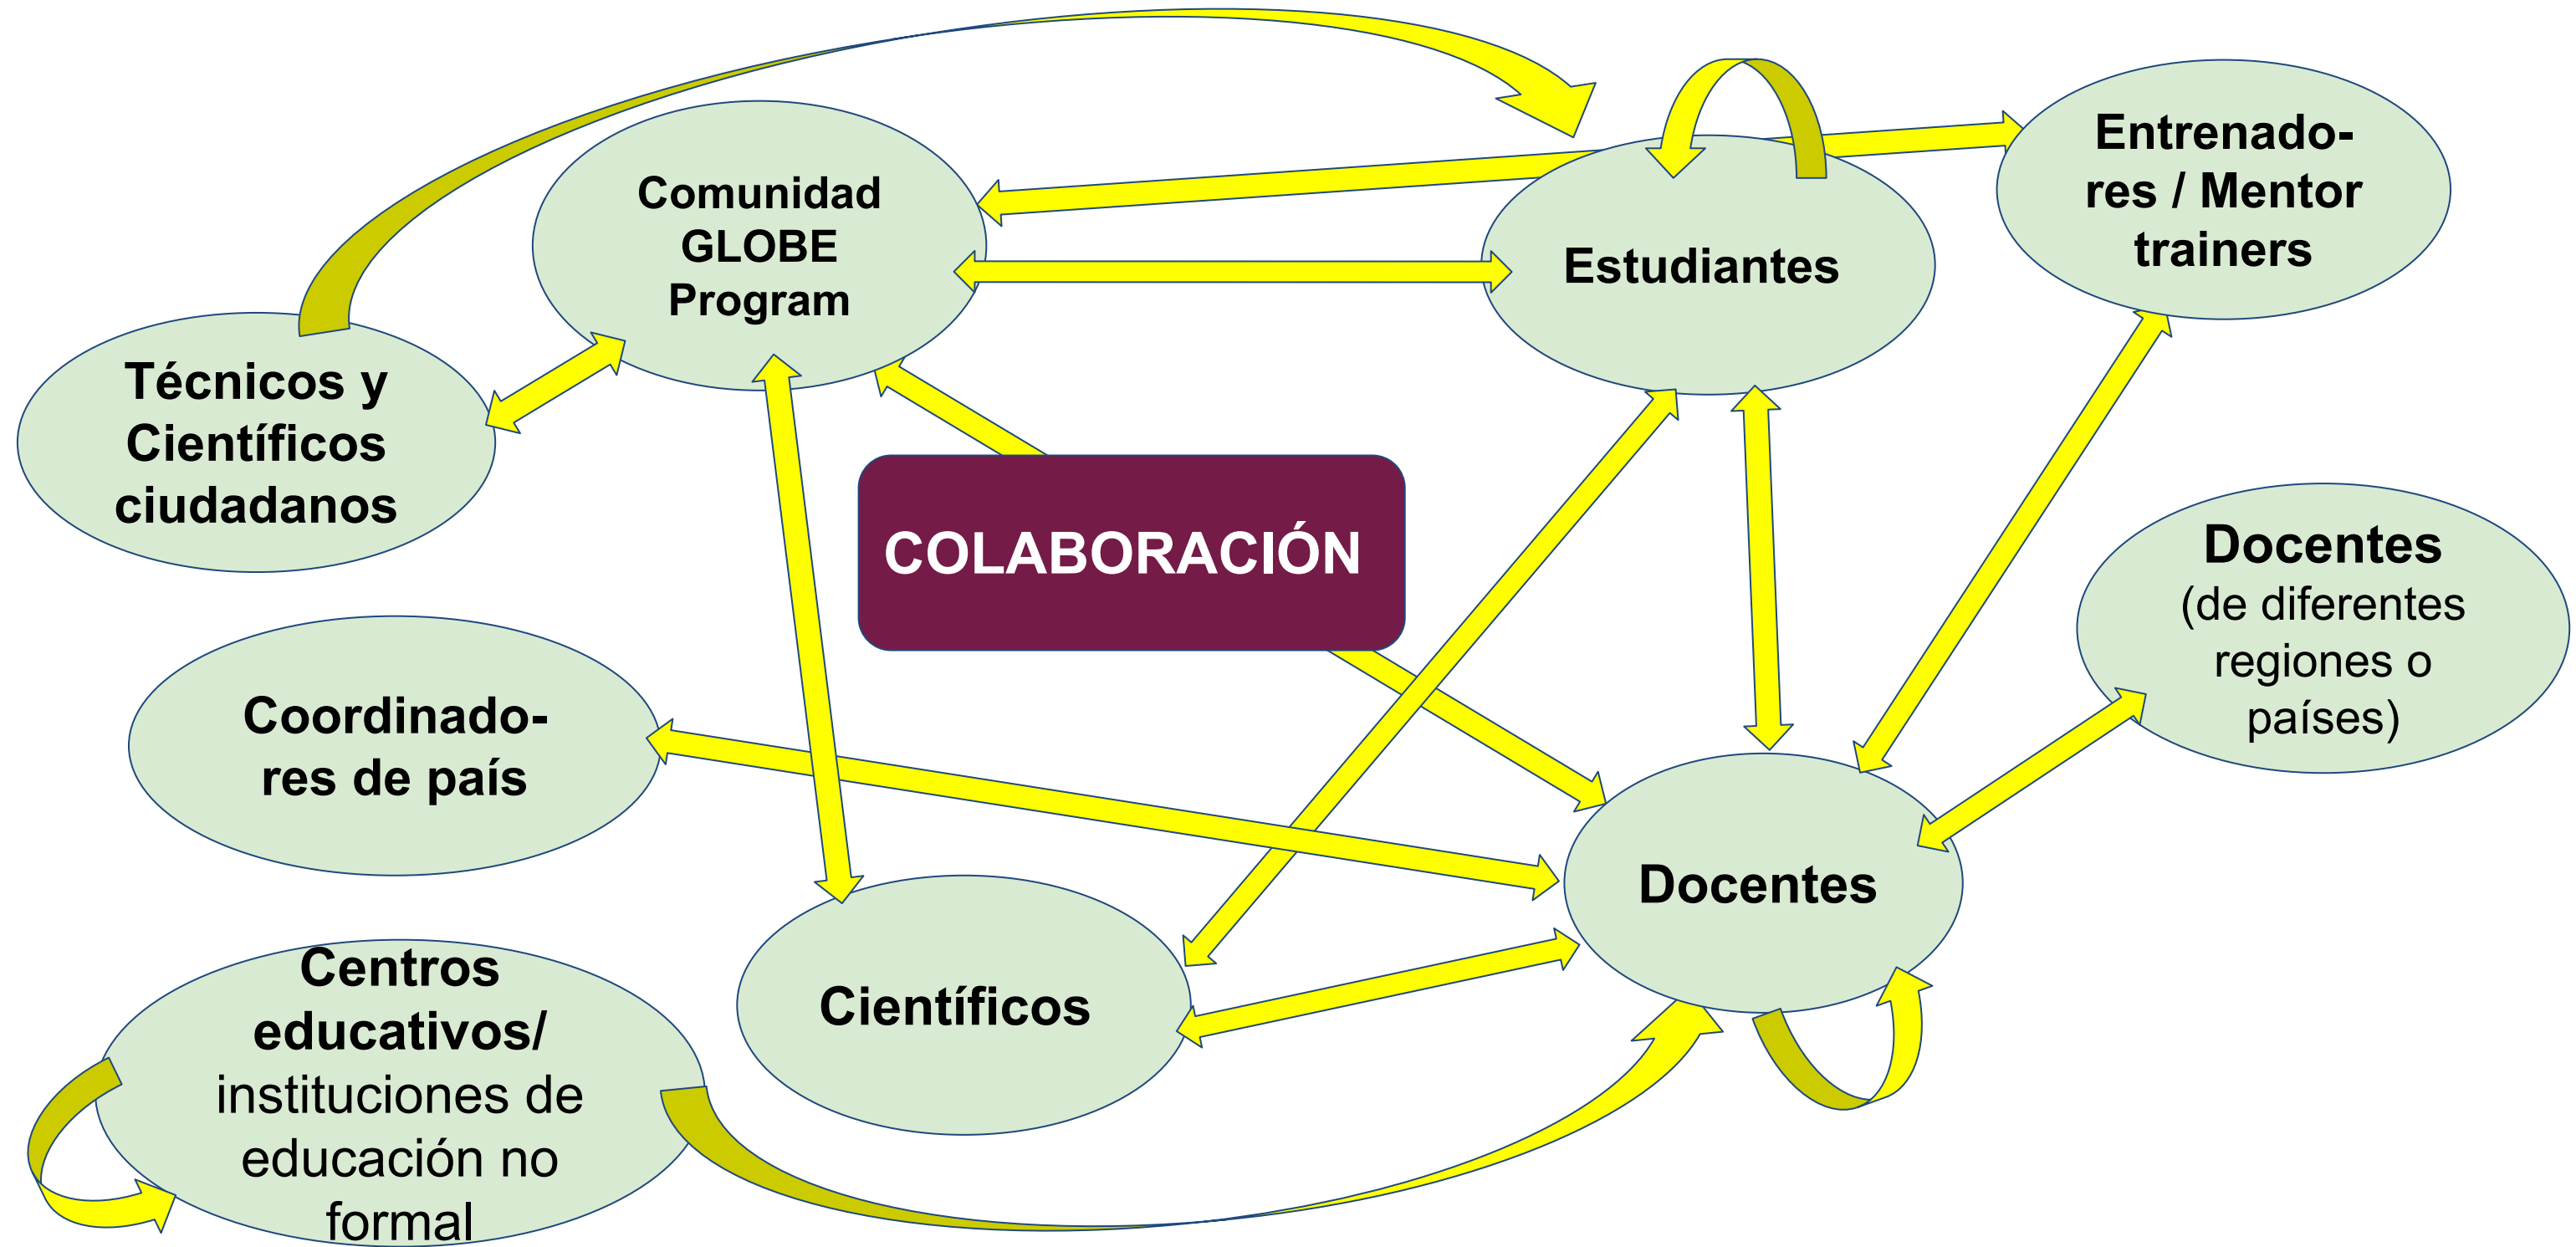 Comunidad
GLOBE
Program
Estudiantes
Entrenado-
res / Mentor
trainers
Técnicos y
Científicos
ciudadanos
COLABORACIÓN
Docentes
(de diferentes
regiones o
países)
Coordinado-
res de país
Docentes
Científicos
Centros
educativos/
instituciones de
educación no
formal